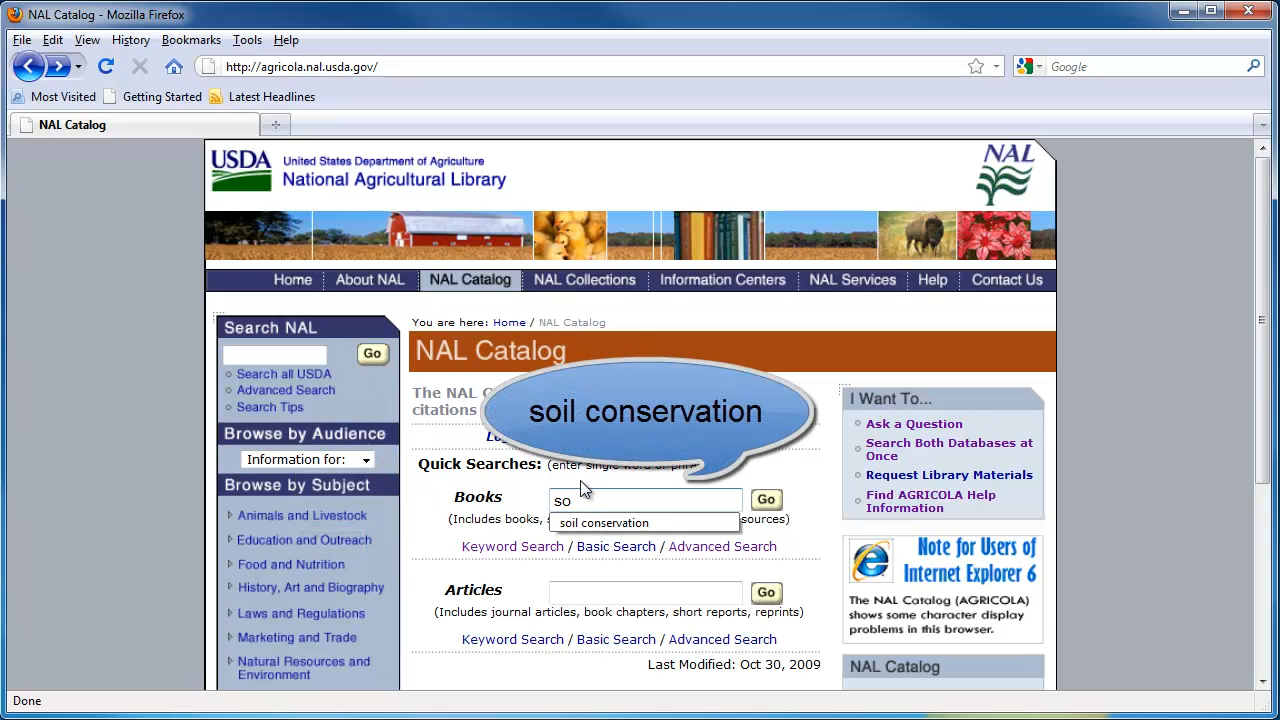 NAL Catalog - Mozilla Firefox
File Edit View History Bookmarks Tools Help
http://agricola.nal.usda.gov/
Google
Most Visited Getting Started Latest Headlines
NAL Catalog
USDA United States Department of Agriculture
National Agricultural Library
NAL
Home About NAL NAL Catalog NAL Collections Information Centers NAL Services Help Contact Us
Search NAL
Go
Search all USDA
Advanced Search
Search Tips
Browse by Audience
Information for:
Browse by Subject
Animals and Livestock
Education and Outreach
Food and Nutrition
History, Art and Biography
Laws and Regulations
Marketing and Trade
Natural Resources and
Environment
You are here: Home / NAL Catalog
NAL Catalog
The NAL
citations
soil conservation
Quick Searches: (enter single word or
Books so Go
soil conservation
(Includes books,
Keyword Search / Basic Search / Advanced Search
Articles Go
(Includes journal articles, book chapters, short reports, reprints)
Keyword Search / Basic Search / Advanced Search
Last Modified: Oct 30, 2009
I Want To...
Ask a Question
Search Both Databases at
Once
Request Library Materials
Find AGRICOLA Help
Information
Note for Users of
Internet Explorer 6
The NAL Catalog (AGRICOLA)
shows some character display
problems in this browser.
NAL Catalog
Done